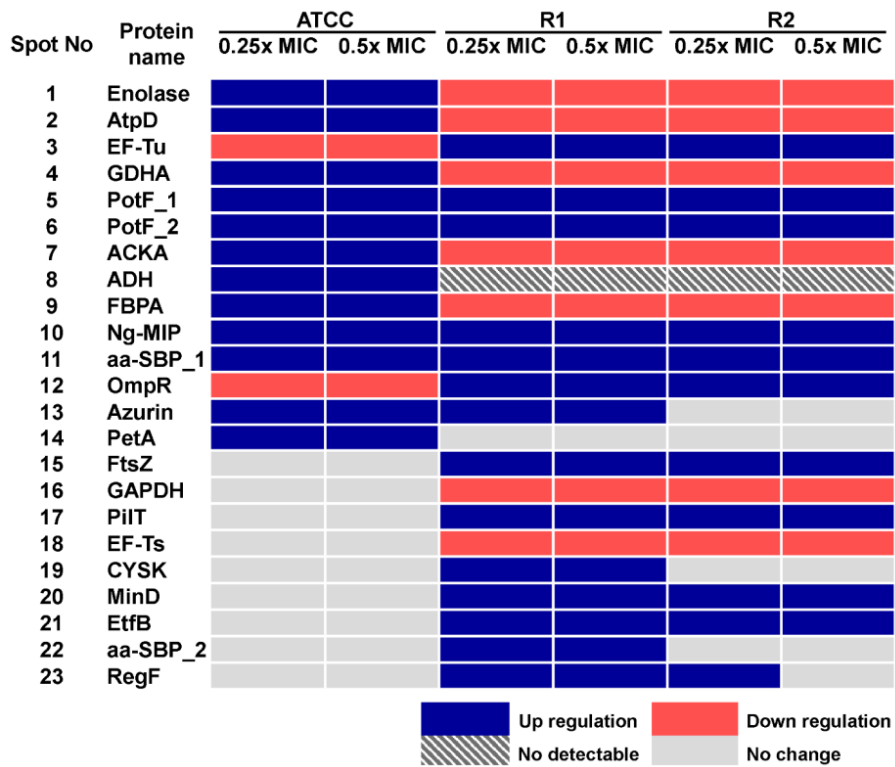 ATCC R1 R2
Spot No Protein name 0.25x MIC 0.5x MIC 0.25x MIC 0.5x MIC 0.25x MIC 0.5x MIC
1 Enolase
2 AtpD
3 EF-Tu
4 GDHA
5 PotF_1
6 PotF_2
7 ACKA
8 ADH
9 FBPA
10 Ng-MIP
11 aa-SBP_1
12 OmpR
13 Azurin
14 PetA
15 FtsZ
16 GAPDH
17 PilT
18 EF-Ts
19 CYSK
20 MinD
21 EtfB
22 aa-SBP_2
23 RegF
Up regulation Down regulation
No detectable No change